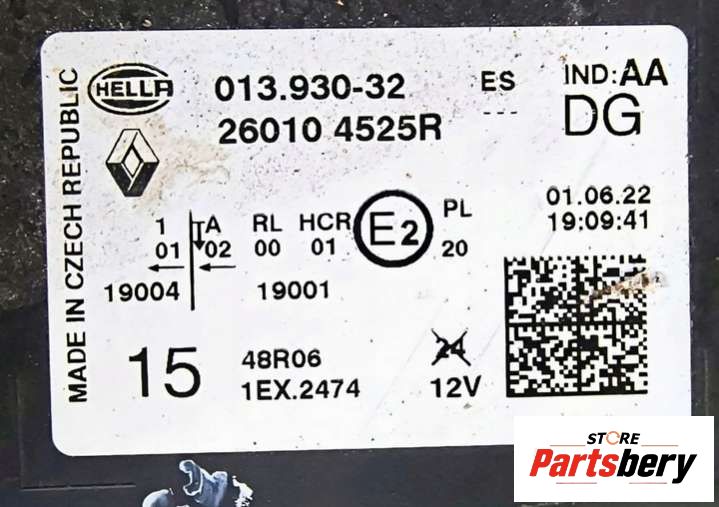 MADE IN CZECH REPUBLIC
HELLA 013.930-32 ES IND:AA
26010 4525R --- DG
01.06.22
19:09:41
1 TA RL HCR E2 PL
01 02 00 01 20
19004 19001
15 48R06 24
1EX.2474 12V
STORE
Partsbery